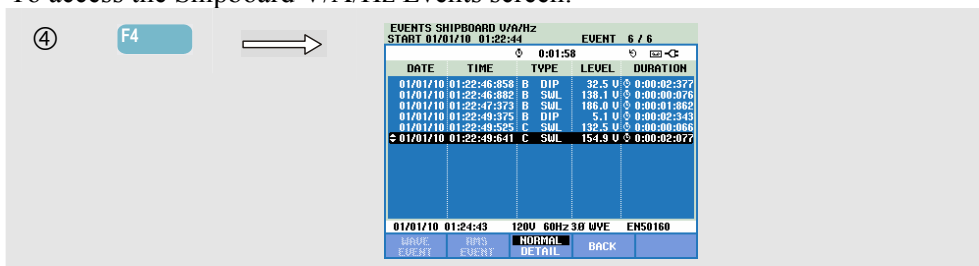 To access the Shipboard V/A/Hz Events screen:
④ F4
EVENTS SHIPBOARD V/A/Hz
START 01/01/10 01:22:44 EVENT 6 / 6
0:01:58
DATE TIME TYPE LEVEL DURATION
01/01/10 01:22:46:858 B DIP 32.5 V 0:00:02:377
01/01/10 01:22:46:882 B SWL 138.1 V 0:00:00:076
01/01/10 01:22:47:373 B SWL 186.0 V 0:00:01:862
01/01/10 01:22:49:375 B DIP 5.1 V 0:00:02:343
01/01/10 01:22:49:525 C SWL 132.5 V 0:00:00:066
01/01/10 01:22:49:641 C SWL 154.9 V 0:00:02:077
01/01/10 01:24:43 120V 60Hz 3Ø WYE EN50160
WAVE EVENT RMS EVENT NORMAL DETAIL BACK